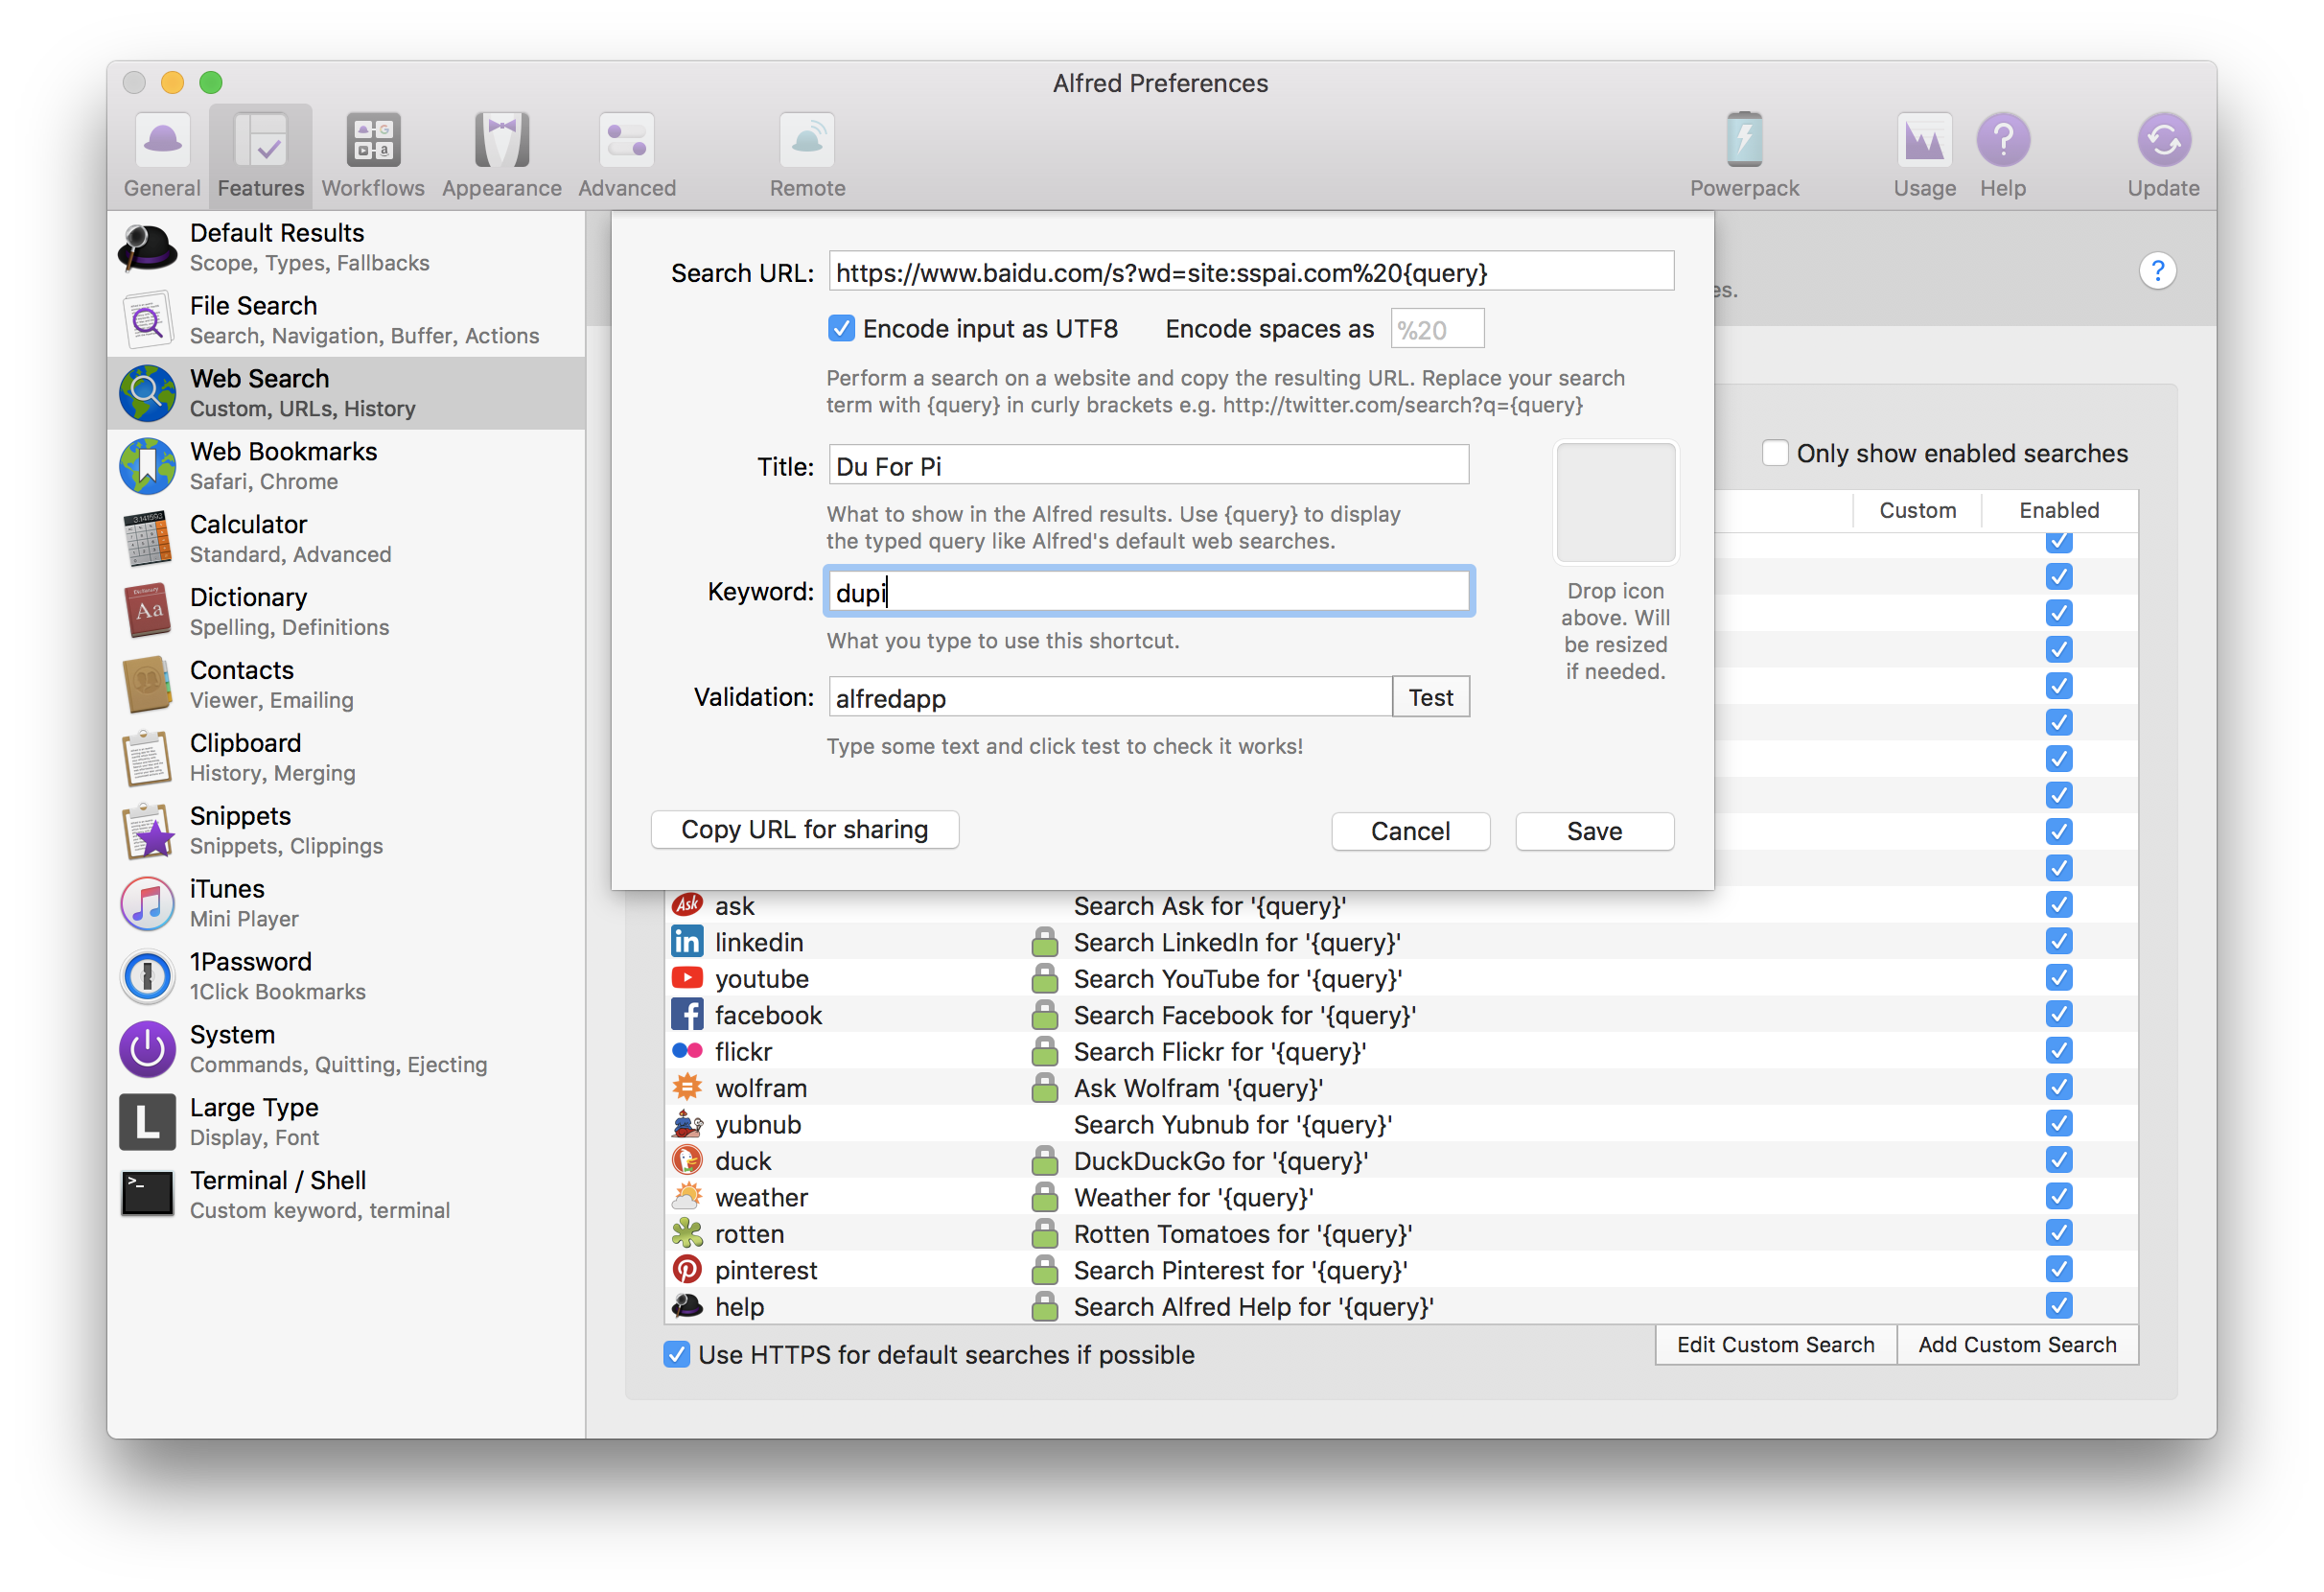 Alfred Preferences
General
Features
Workflows
Appearance
Advanced
Remote
Powerpack
Usage
Help
Update
Default Results
Scope, Types, Fallbacks
File Search
Search, Navigation, Buffer, Actions
Web Search
Custom, URLs, History
Web Bookmarks
Safari, Chrome
Calculator
Standard, Advanced
Dictionary
Spelling, Definitions
Contacts
Viewer, Emailing
Clipboard
History, Merging
Snippets
Snippets, Clippings
iTunes
Mini Player
1Password
1Click Bookmarks
System
Commands, Quitting, Ejecting
Large Type
Display, Font
Terminal / Shell
Custom keyword, terminal
Search URL: https://www.baidu.com/s?wd=site:sspai.com%20{query}
Encode input as UTF8 Encode spaces as %20
Perform a search on a website and copy the resulting URL. Replace your search
term with {query} in curly brackets e.g. http://twitter.com/search?q={query}
Title: Du For Pi
What to show in the Alfred results. Use {query} to display
the typed query like Alfred's default web searches.
Keyword: dupi
What you type to use this shortcut.
Drop icon
above. Will
be resized
if needed.
Validation: alfredapp Test
Type some text and click test to check it works!
Copy URL for sharing Cancel Save
es.
?
Only show enabled searches
Custom Enabled
ask Search Ask for '{query}'
linkedin Search LinkedIn for '{query}'
youtube Search YouTube for '{query}'
facebook Search Facebook for '{query}'
flickr Search Flickr for '{query}'
wolfram Ask Wolfram '{query}'
yubnub Search Yubnub for '{query}'
duck DuckDuckGo for '{query}'
weather Weather for '{query}'
rotten Rotten Tomatoes for '{query}'
pinterest Search Pinterest for '{query}'
help Search Alfred Help for '{query}'
Use HTTPS for default searches if possible
Edit Custom Search Add Custom Search